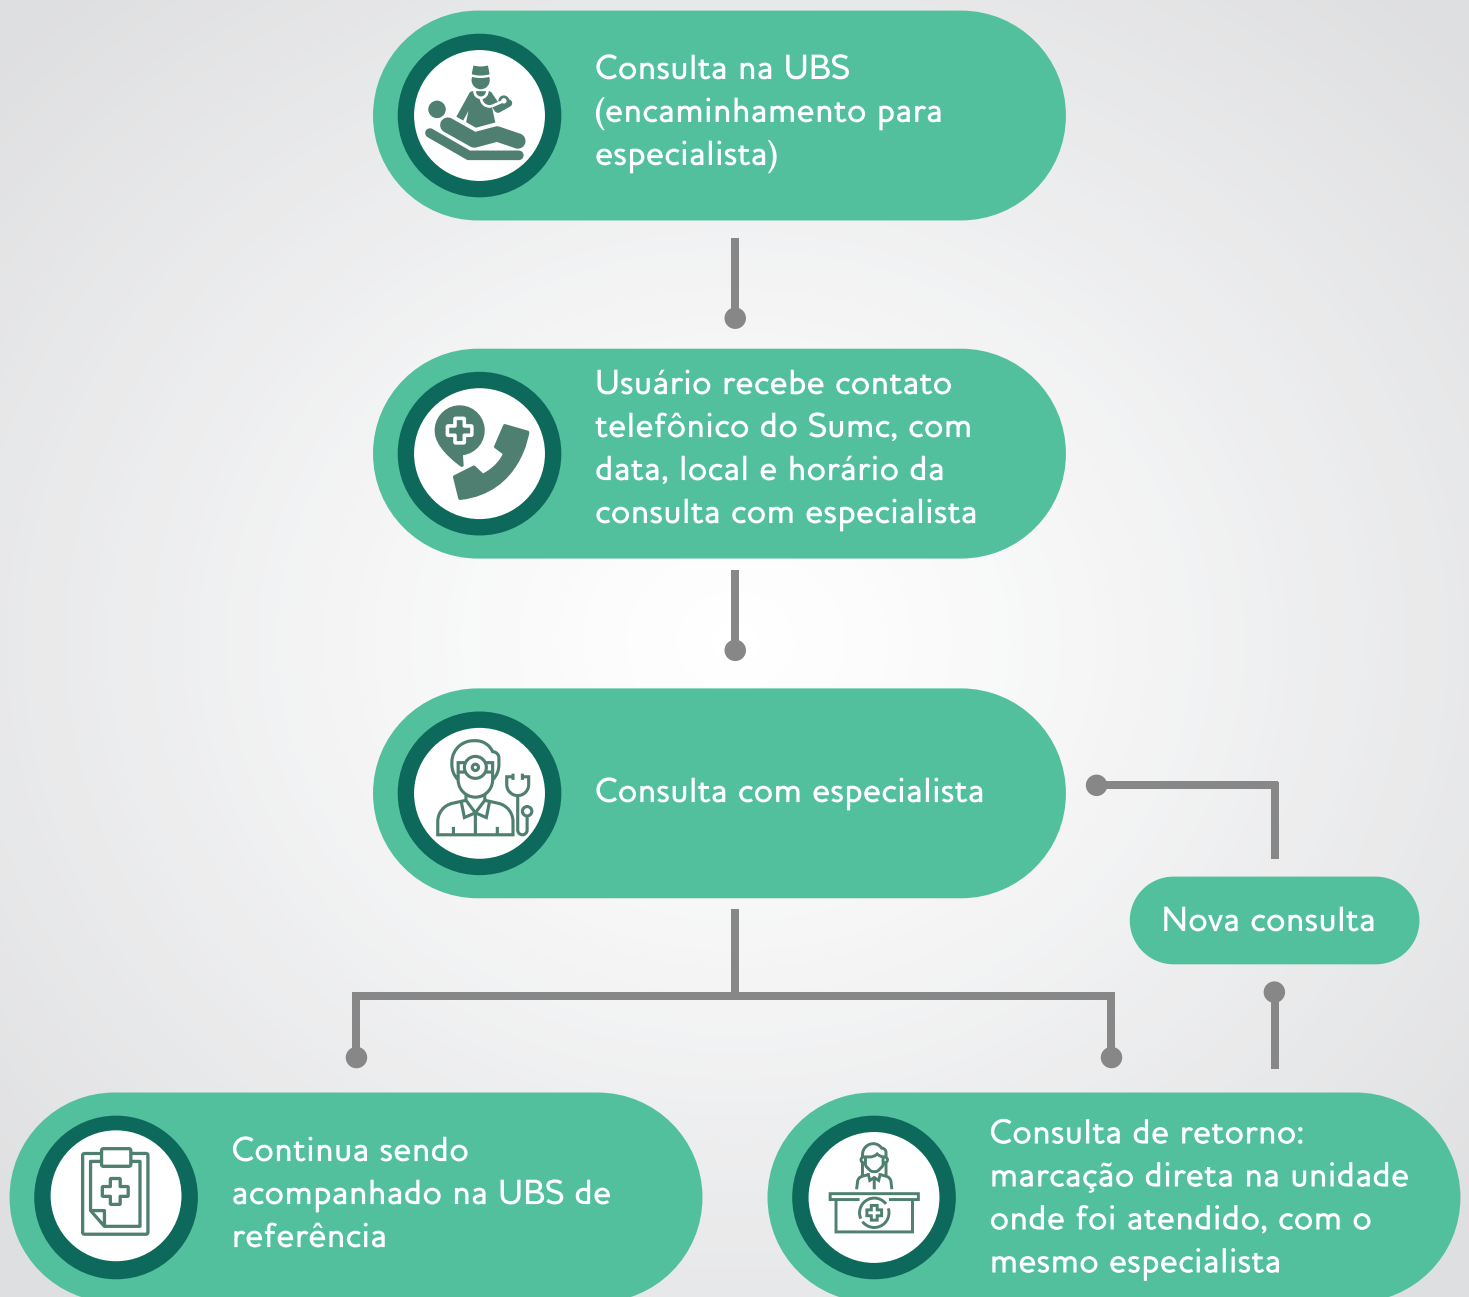 Consulta na UBS
(encaminhamento para
especialista)
Usuário recebe contato
telefônico do Sumc, com
data, local e horário da
consulta com especialista
Consulta com especialista
Nova consulta
Continua sendo
acompanhado na UBS de
referência
Consulta de retorno:
marcação direta na unidade
onde foi atendido, com o
mesmo especialista